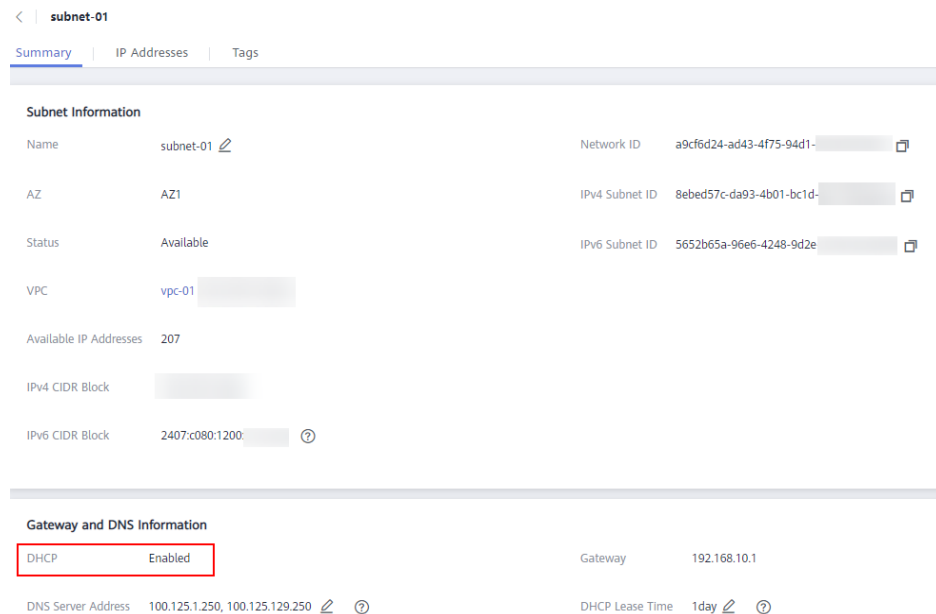 subnet-01
Summary IP Addresses Tags
Subnet Information
Name subnet-01 Network ID a9cf6d24-ad43-4f75-94d1-
AZ AZ1 IPv4 Subnet ID 8ebed57c-da93-4b01-bc1d-
Status Available IPv6 Subnet ID 5652b65a-96e6-4248-9d2e
VPC vpc-01
Available IP Addresses 207
IPv4 CIDR Block
IPv6 CIDR Block 2407:c080:1200:
Gateway and DNS Information
DHCP Enabled Gateway 192.168.10.1
DNS Server Address 100.125.1.250, 100.125.129.250 DHCP Lease Time 1day